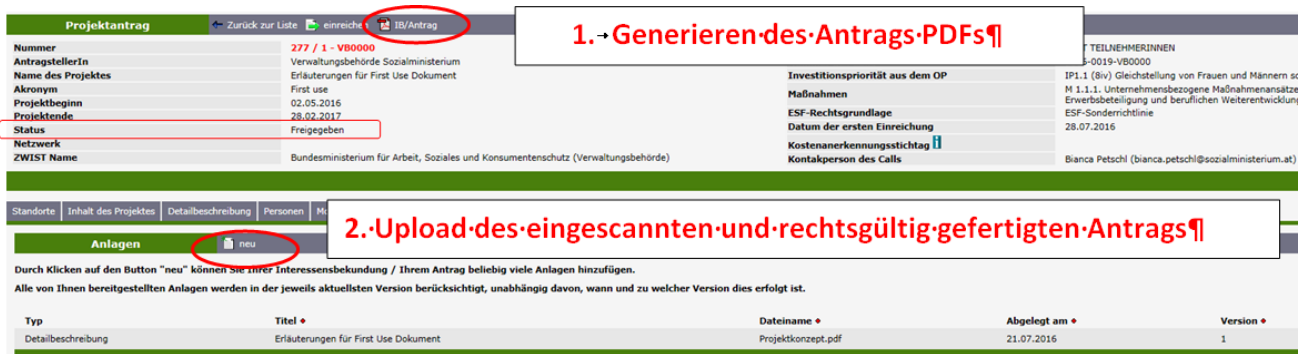 Projektantrag Zurück zur Liste einreichen IB/Antrag
1.→Generieren·des·Antrags·PDFs¶
Nummer 277 / 1 - VB0000 TEILNEHMERINNEN
AntragstellerIn Verwaltungsbehörde Sozialministerium -0019-VB0000
Name des Projektes Erläuterungen für First Use Dokument Investitionspriorität aus dem OP IP1.1 (8iv) Gleichstellung von Frauen und Männern
Akronym First use Maßnahmen M 1.1.1. Unternehmensbezogene Maßnahmenansätze
Erwerbsbeteiligung und beruflichen Weiterentwicklung
Projektbeginn 02.05.2016
Projektende 28.02.2017 ESF-Rechtsgrundlage ESF-Sonderrichtlinie
Status Freigegeben Datum der ersten Einreichung 28.07.2016
Netzwerk Kostenanerkennungsstichtag i
ZWIST Name Bundesministerium für Arbeit, Soziales und Konsumentenschutz (Verwaltungsbehörde) Kontakperson des Calls Bianca Petschl (bianca.petschl@sozialministerium.at)
Standorte Inhalt des Projektes Detailbeschreibung Personen
2.·Upload·des·eingescannten·und·rechtsgültig·gefertigten·Antrags¶
Anlagen neu
Durch Klicken auf den Button "neu" können Sie Ihrer Interessensbekundung / Ihrem Antrag beliebig viele Anlagen hinzufügen.
Alle von Ihnen bereitgestellten Anlagen werden in der jeweils aktuellsten Version berücksichtigt, unabhängig davon, wann und zu welcher Version dies erfolgt ist.
Typ Titel Dateiname Abgelegt am Version
Detailbeschreibung Erläuterungen für First Use Dokument Projektkonzept.pdf 21.07.2016 1